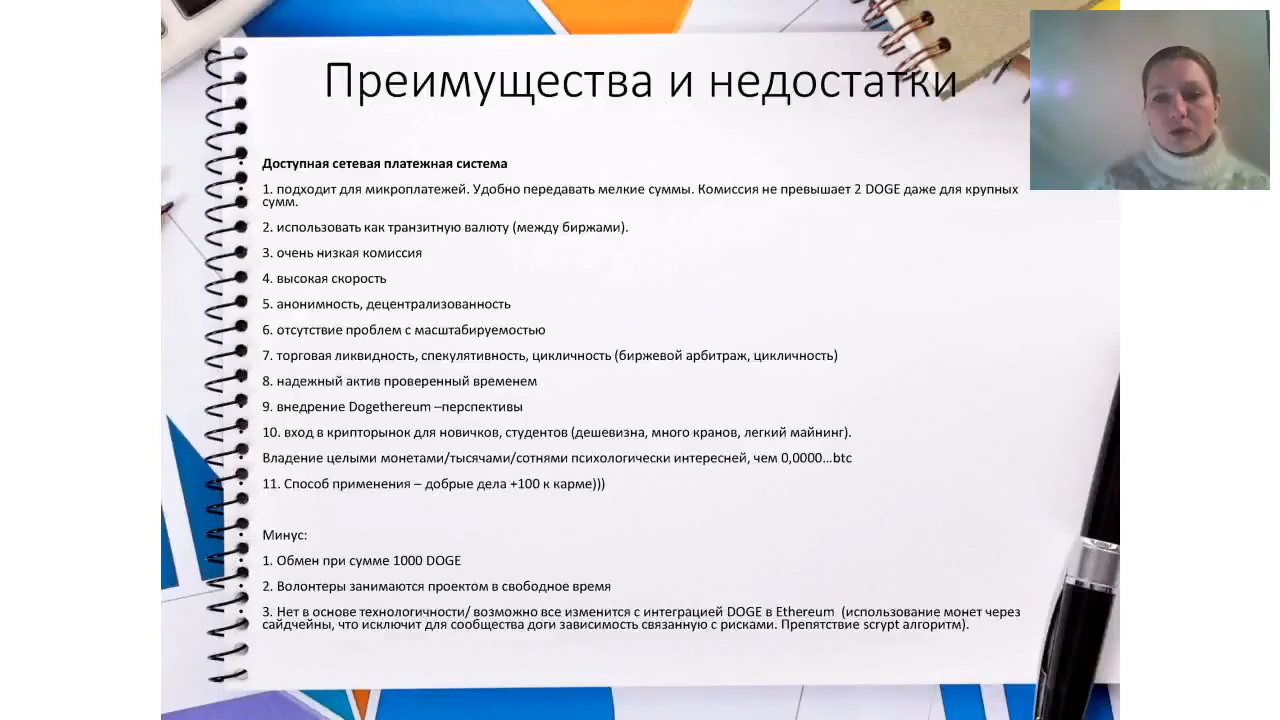 Преимущества и недостатки
• Доступная сетевая платежная система
• 1. подходит для микроплатежей. Удобно передавать мелкие суммы. Комиссия не превышает 2 DOGE даже для крупных
сумм.
• 2. использовать как транзитную валюту (между биржами).
• 3. очень низкая комиссия
• 4. высокая скорость
• 5. анонимность, децентрализованность
• 6. отсутствие проблем с масштабируемостью
• 7. торговая ликвидность, спекулятивность, цикличность (биржевой арбитраж, цикличность)
• 8. надежный актив проверенный временем
• 9. внедрение Dogethereum –перспективы
• 10. вход в крипторынок для новичков, студентов (дешевизна, много кранов, легкий майнинг).
• Владение целыми монетами/тысячами/сотнями психологически интересней, чем 0,0000...btc
• 11. Способ применения – добрые дела +100 к карме)))
• Минус:
• 1. Обмен при сумме 1000 DOGE
• 2. Волонтеры занимаются проектом в свободное время
• 3. Нет в основе технологичности/ возможно все изменится с интеграцией DOGE в Ethereum (использование монет через
сайдчейны, что исключит для сообщества доги зависимость связанную с рисками. Препятствие scrypt алгоритм).